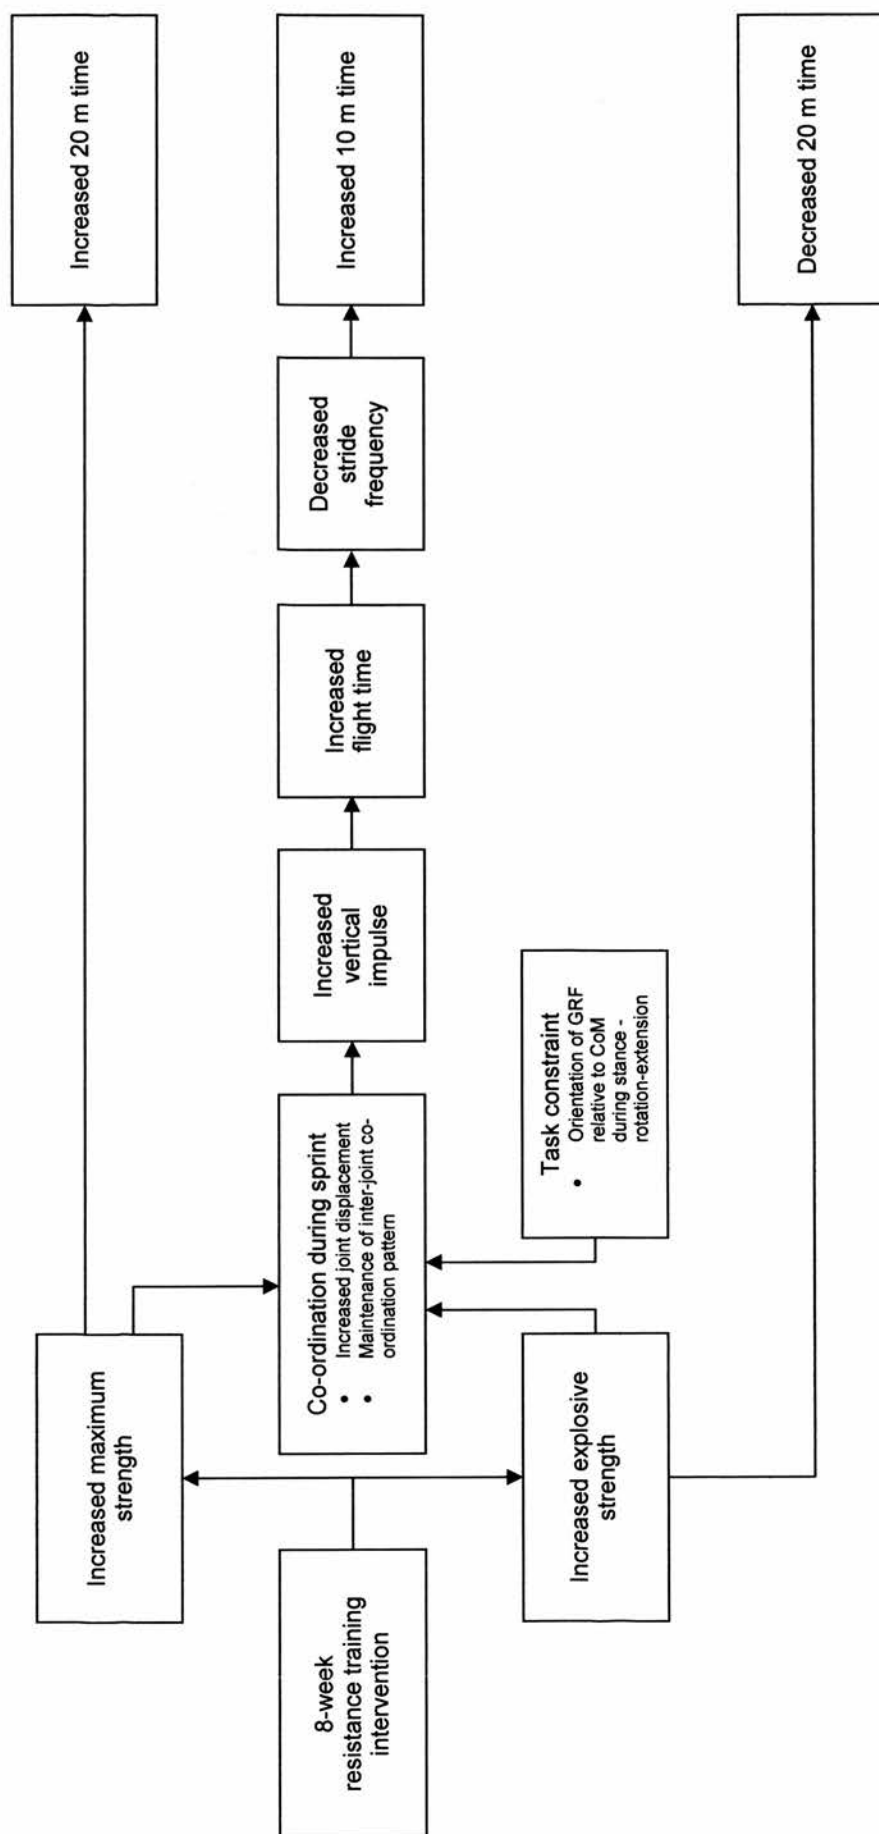 8-week
resistance training
intervention
Increased maximum
strength
Increased explosive
strength
Co-ordination during sprint
• Increased joint displacement
• Maintenance of inter-joint co-
ordination pattern
Task constraint
• Orientation of GRF
relative to CoM
during stance -
rotation-extension
Increased
vertical
impulse
Increased
flight time
Decreased
stride
frequency
Increased 20 m time
Increased 10 m time
Decreased 20 m time